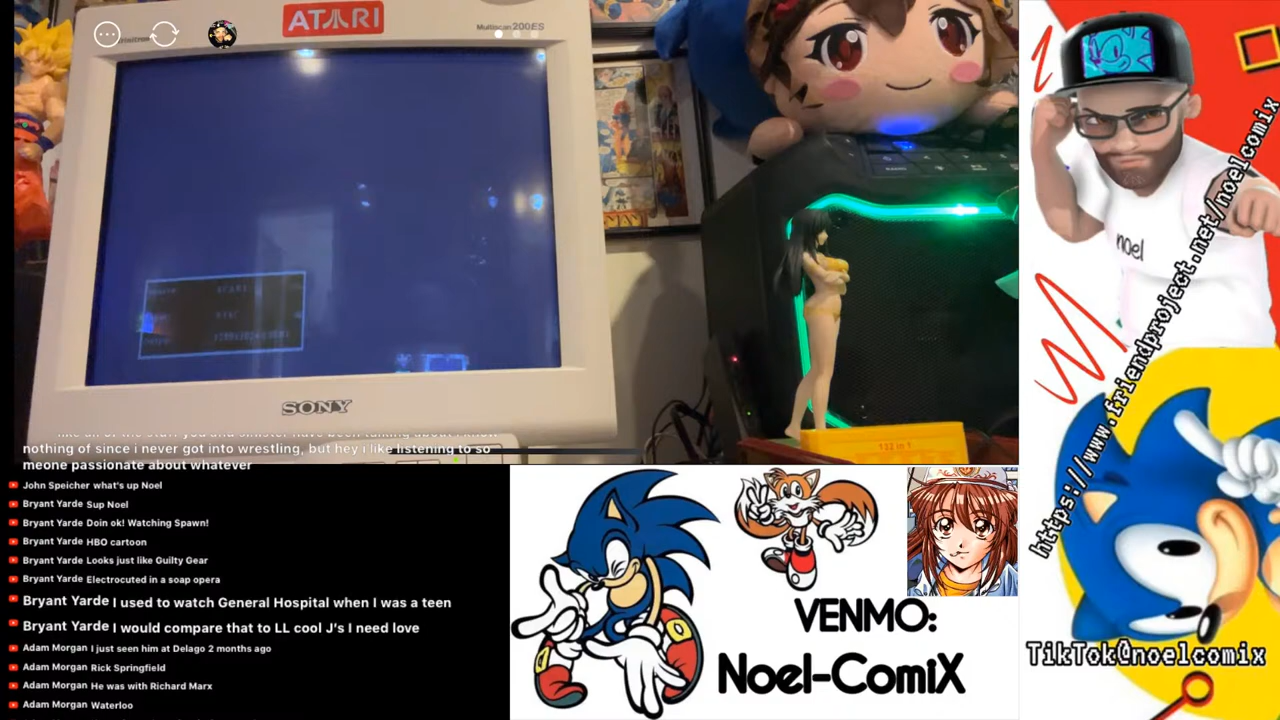 ATARI
Multiscan 200ES
SONY
132 in 1
noel
https://www.friendproject.net/noelcomix
nothing of since i never got into wrestling, but hey i like listening to so
meone passionate about whatever
John Speicher what's up Noel
Bryant Yarde Sup Noel
Bryant Yarde Doin ok! Watching Spawn!
Bryant Yarde HBO cartoon
Bryant Yarde Looks just like Guilty Gear
Bryant Yarde Electrocuted in a soap opera
Bryant Yarde I used to watch General Hospital when I was a teen
Bryant Yarde I would compare that to LL cool J's I need love
Adam Morgan I just seen him at Delago 2 months ago
Adam Morgan Rick Springfield
Adam Morgan He was with Richard Marx
Adam Morgan Waterloo
VENMO:
Noel-ComiX
TikTok@noelcomix